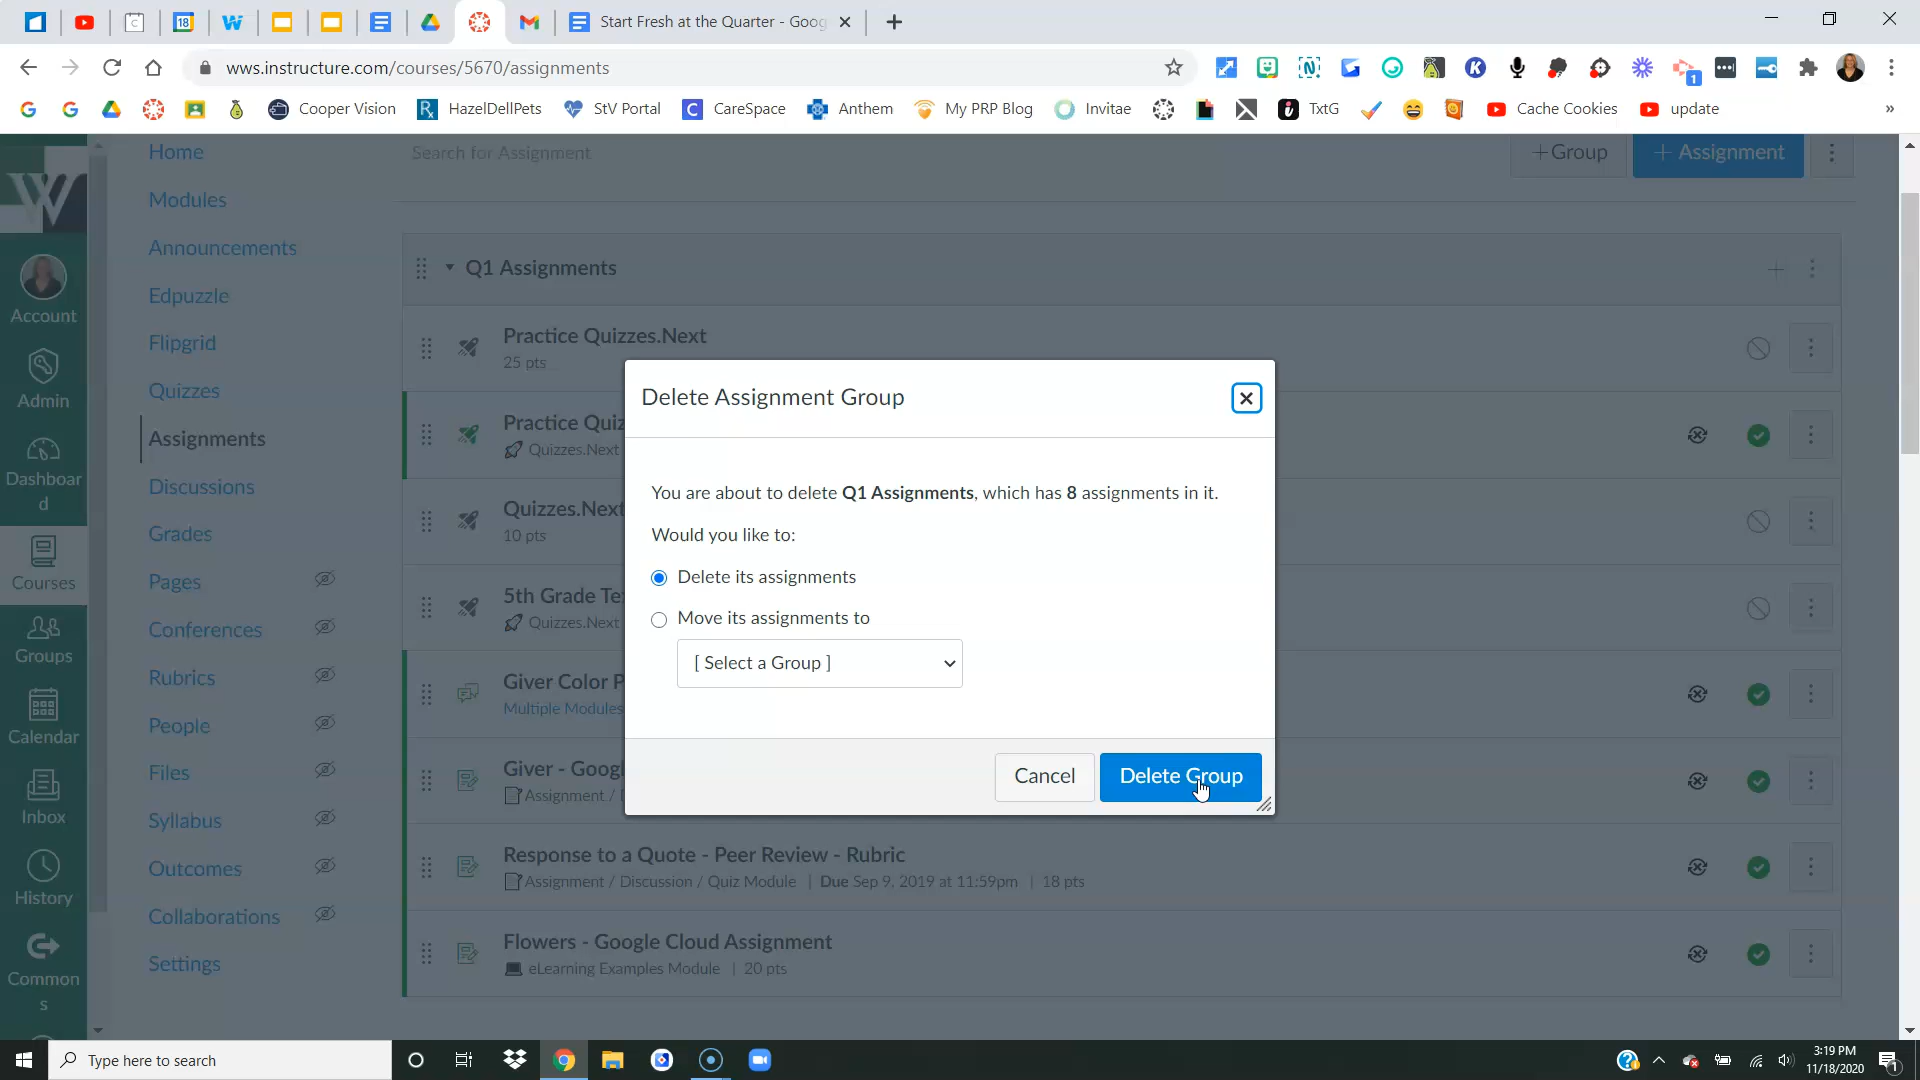 Start Fresh at the Quarter - Goog
wws.instructure.com/courses/5670/assignments
1
Cooper Vision
HazelDellPets
StV Portal
CareSpace
Anthem
My PRP Blog
Invitae
TxtG
Cache Cookies
update
»
Home
Search for Assignment
+Group
+ Assignment
Modules
Announcements
Q1 Assignments
Edpuzzle
Account
Practice Quizzes.Next
25 pts
Flipgrid
Quizzes
Admin
Practice Quiz
Quizzes.Next
Assignments
Dashboar
d
Discussions
Quizzes.Next
10 pts
Grades
Courses
Pages
5th Grade Te
Quizzes.Next
Conferences
Groups
Rubrics
Giver Color P
Multiple Modules
People
Calendar
Files
Giver - Googl
Assignment /
Inbox
Syllabus
Outcomes
Response to a Quote - Peer Review - Rubric
Assignment / Discussion / Quiz Module | Due Sep 9, 2019 at 11:59pm | 18 pts
History
Collaborations
Flowers - Google Cloud Assignment
eLearning Examples Module | 20 pts
Settings
Common
s
Delete Assignment Group
You are about to delete Q1 Assignments, which has 8 assignments in it.
Would you like to:
Delete its assignments
Move its assignments to
[ Select a Group ]
Cancel
Delete Group
Type here to search
3:19 PM
11/18/2020
1